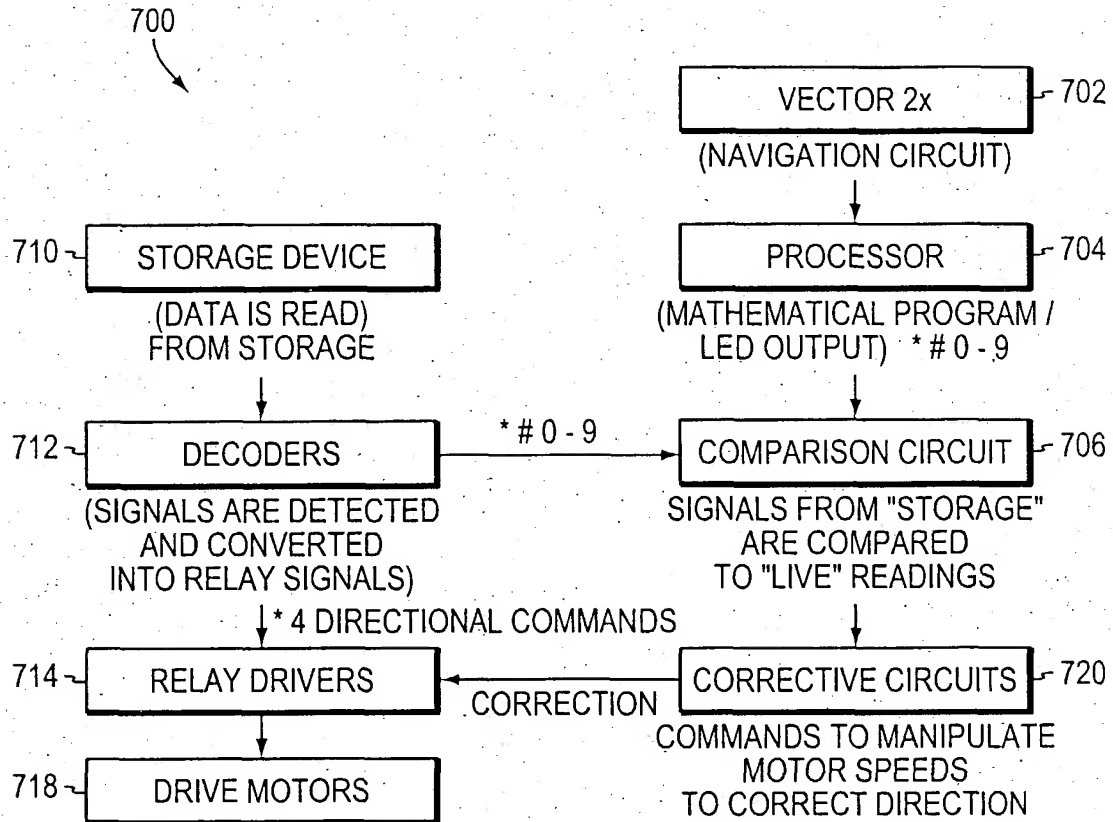 700
VECTOR 2x
702
(NAVIGATION CIRCUIT)
710
STORAGE DEVICE
PROCESSOR
704
(DATA IS READ)
FROM STORAGE
(MATHEMATICAL PROGRAM /
LED OUTPUT) * # 0 - 9
712
DECODERS
* # 0 - 9
COMPARISON CIRCUIT
706
(SIGNALS ARE DETECTED
AND CONVERTED
INTO RELAY SIGNALS)
SIGNALS FROM "STORAGE"
ARE COMPARED
TO "LIVE" READINGS
* 4 DIRECTIONAL COMMANDS
714
RELAY DRIVERS
CORRECTION
CORRECTIVE CIRCUITS
720
COMMANDS TO MANIPULATE
MOTOR SPEEDS
TO CORRECT DIRECTION
718
DRIVE MOTORS